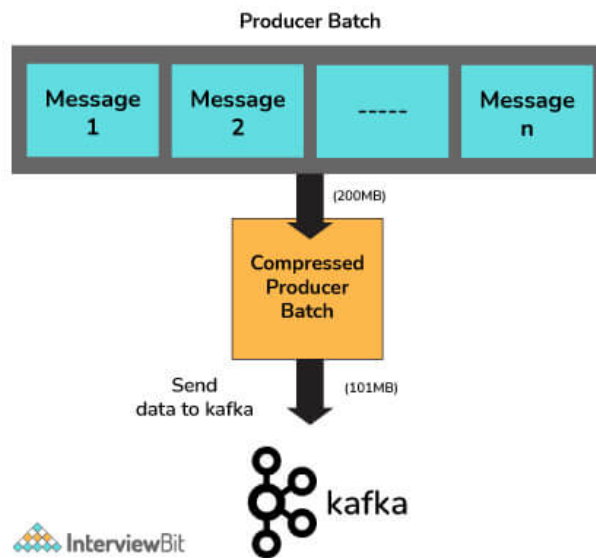 Producer Batch
Message
1
Message
2
-----
Message
n
(200MB)
Compressed
Producer
Batch
Send
data to kafka
(101MB)
kafka
InterviewBit